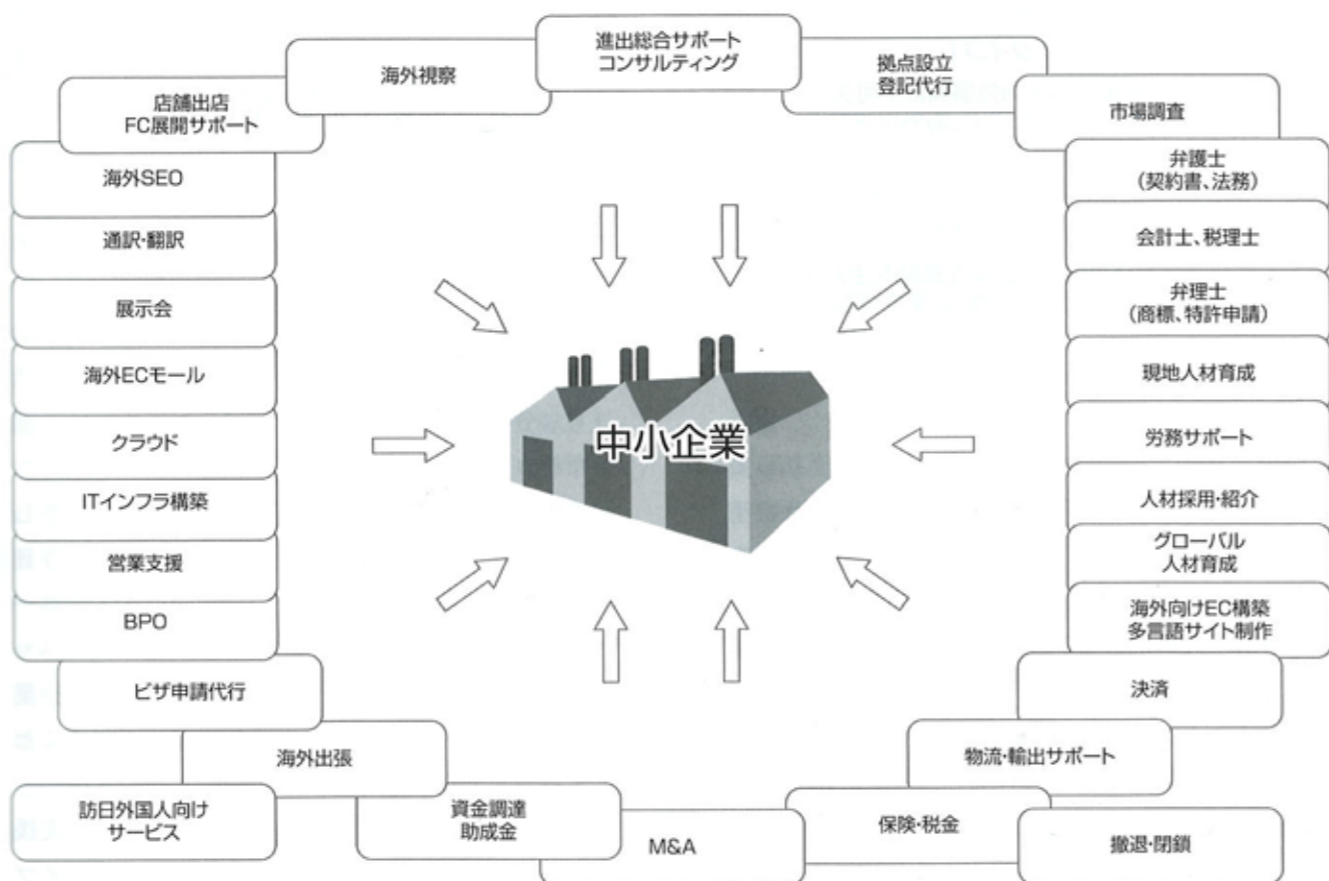 進出総合サポート
コンサルティング
海外視察
拠点設立
登記代行
店舗出店
FC展開サポート
市場調査
海外SEO
通訳・翻訳
展示会
海外ECモール
クラウド
ITインフラ構築
営業支援
BPO
ビザ申請代行
海外出張
訪日外国人向け
サービス
資金調達
助成金
M&A
中小企業
弁護士
（契約書、法務）
会計士、税理士
弁理士
（商標、特許申請）
現地人材育成
労務サポート
人材採用・紹介
グローバル
人材育成
海外向けEC構築
多言語サイト制作
決済
物流・輸出サポート
保険・税金
撤退・閉鎖